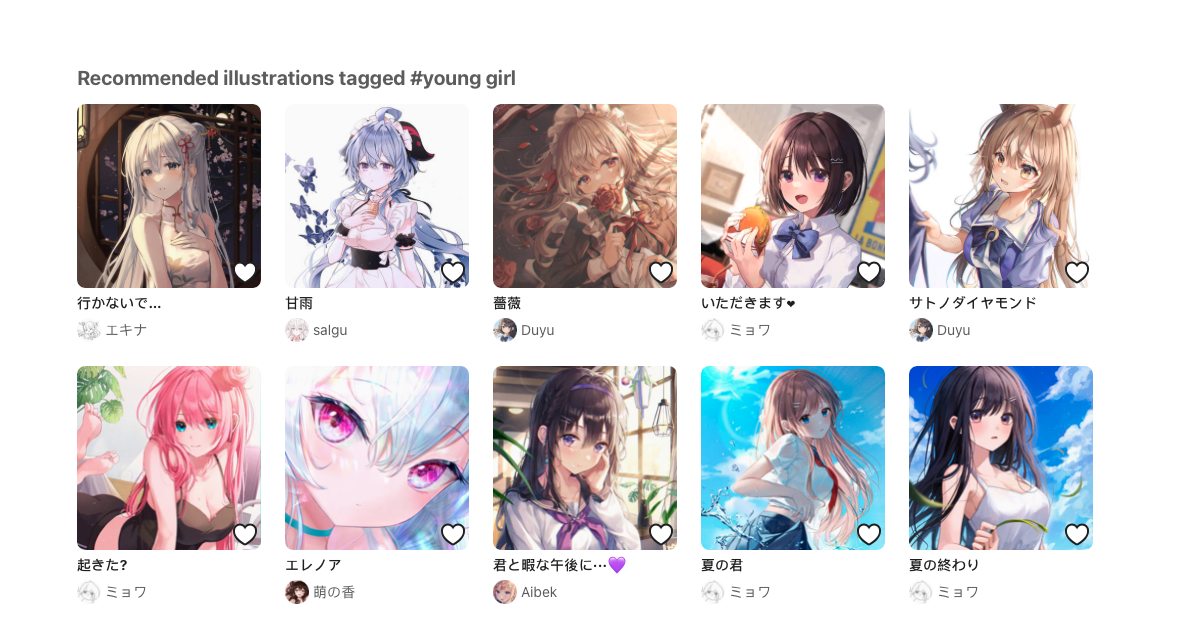 Recommended illustrations tagged #young girl
行かないで...
甘雨
薔薇
いただきます❤
サトノダイヤモンド
エキナ
salgu
Duyu
ミョワ
Duyu
起きた?
エレノア
君と暇な午後に…💜
夏の君
夏の終わり
ミョワ
萌の香
Aibek
ミョワ
ミョワ